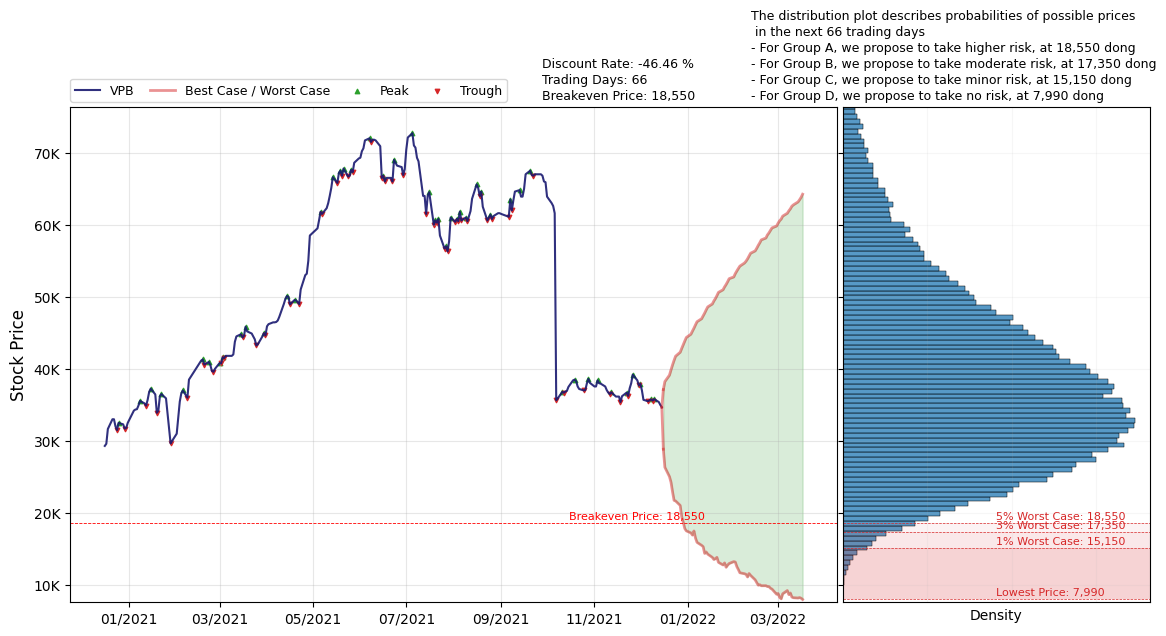 The distribution plot describes probabilities of possible prices
in the next 66 trading days
- For Group A, we propose to take higher risk, at 18,550 dong
- For Group B, we propose to take moderate risk, at 17,350 dong
- For Group C, we propose to take minor risk, at 15,150 dong
- For Group D, we propose to take no risk, at 7,990 dong
Discount Rate: -46.46 %
Trading Days: 66
Breakeven Price: 18,550
VPB
Best Case / Worst Case
Peak
Trough
Stock Price
70K
60K
50K
40K
30K
20K
10K
Breakeven Price: 18,550
01/2021
03/2021
05/2021
07/2021
09/2021
11/2021
01/2022
03/2022
5% Worst Case: 18,550
3% Worst Case: 17,350
1% Worst Case: 15,150
Lowest Price: 7,990
Density